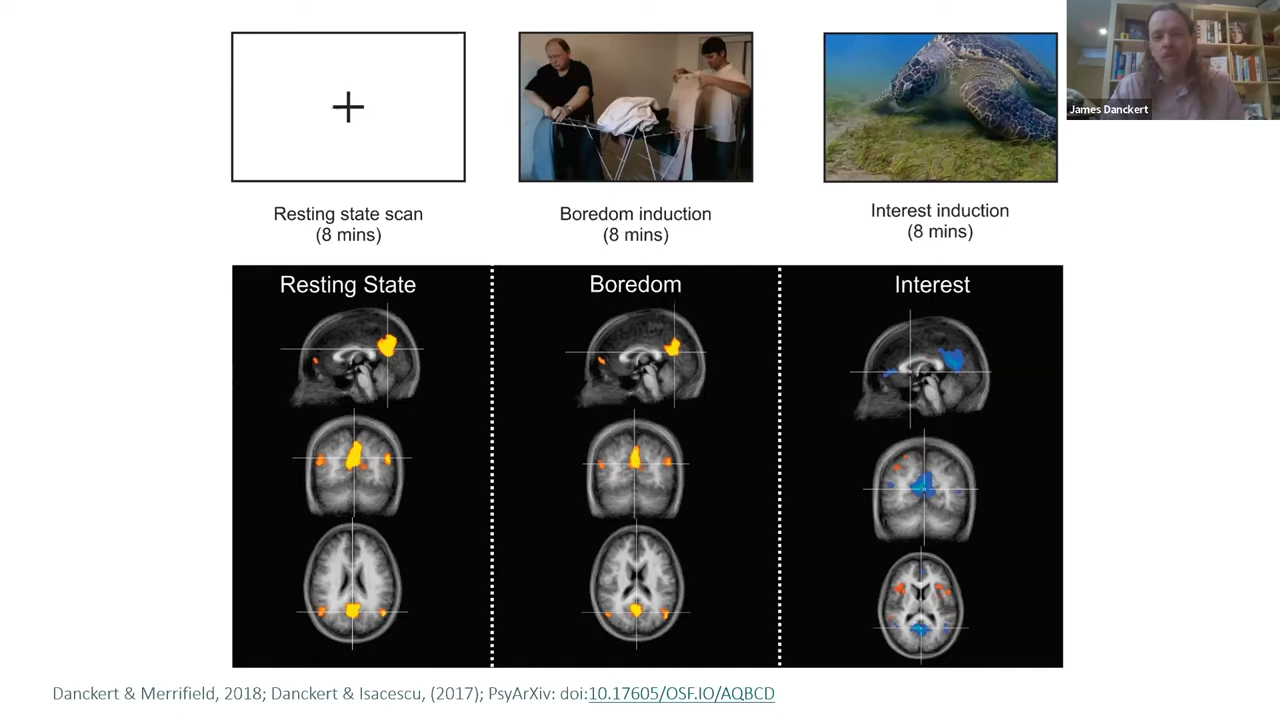 James Danckert
Resting state scan
(8 mins)
Boredom induction
(8 mins)
Interest induction
(8 mins)
Resting State
Boredom
Interest
Danckert & Merrifield, 2018; Danckert & Isacescu, (2017); PsyArXiv: doi:10.17605/OSF.IO/AQBCD